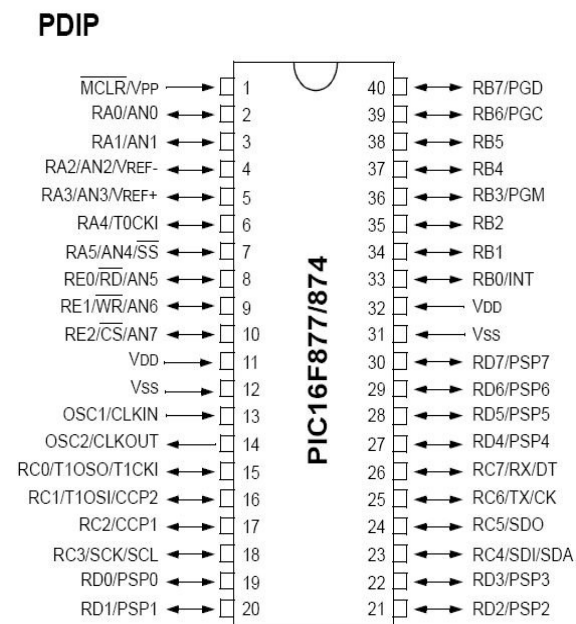 PDIP
MCLR/VPP 1 40 RB7/PGD
RA0/AN0 2 39 RB6/PGC
RA1/AN1 3 38 RB5
RA2/AN2/VREF- 4 37 RB4
RA3/AN3/VREF+ 5 36 RB3/PGM
RA4/T0CKI 6 35 RB2
RA5/AN4/SS 7 34 RB1
RE0/RD/AN5 8 33 RB0/INT
RE1/WR/AN6 9 32 VDD
RE2/CS/AN7 10 31 VSS
VDD 11 30 RD7/PSP7
VSS 12 29 RD6/PSP6
OSC1/CLKIN 13 28 RD5/PSP5
OSC2/CLKOUT 14 27 RD4/PSP4
RC0/T1OSO/T1CKI 15 26 RC7/RX/DT
RC1/T1OSI/CCP2 16 25 RC6/TX/CK
RC2/CCP1 17 24 RC5/SDO
RC3/SCK/SCL 18 23 RC4/SDI/SDA
RD0/PSP0 19 22 RD3/PSP3
RD1/PSP1 20 21 RD2/PSP2
PIC16F877/874